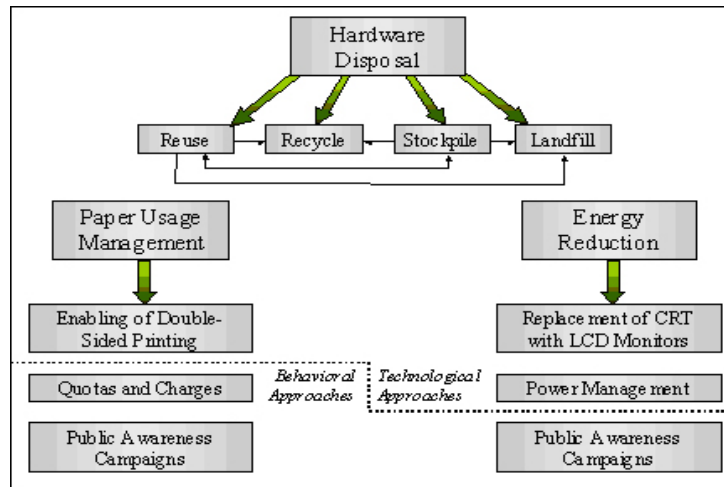 Hardware
Disposal
Reuse
Recycle
Stockpile
Landfill
Paper Usage
Management
Energy
Reduction
Enabling of Double-
Sided Printing
Replacement of CRT
with LCD Monitors
Quotas and Charges
Behavioral
Approaches
Technological
Approaches
Power Management
Public Awareness
Campaigns
Public Awareness
Campaigns